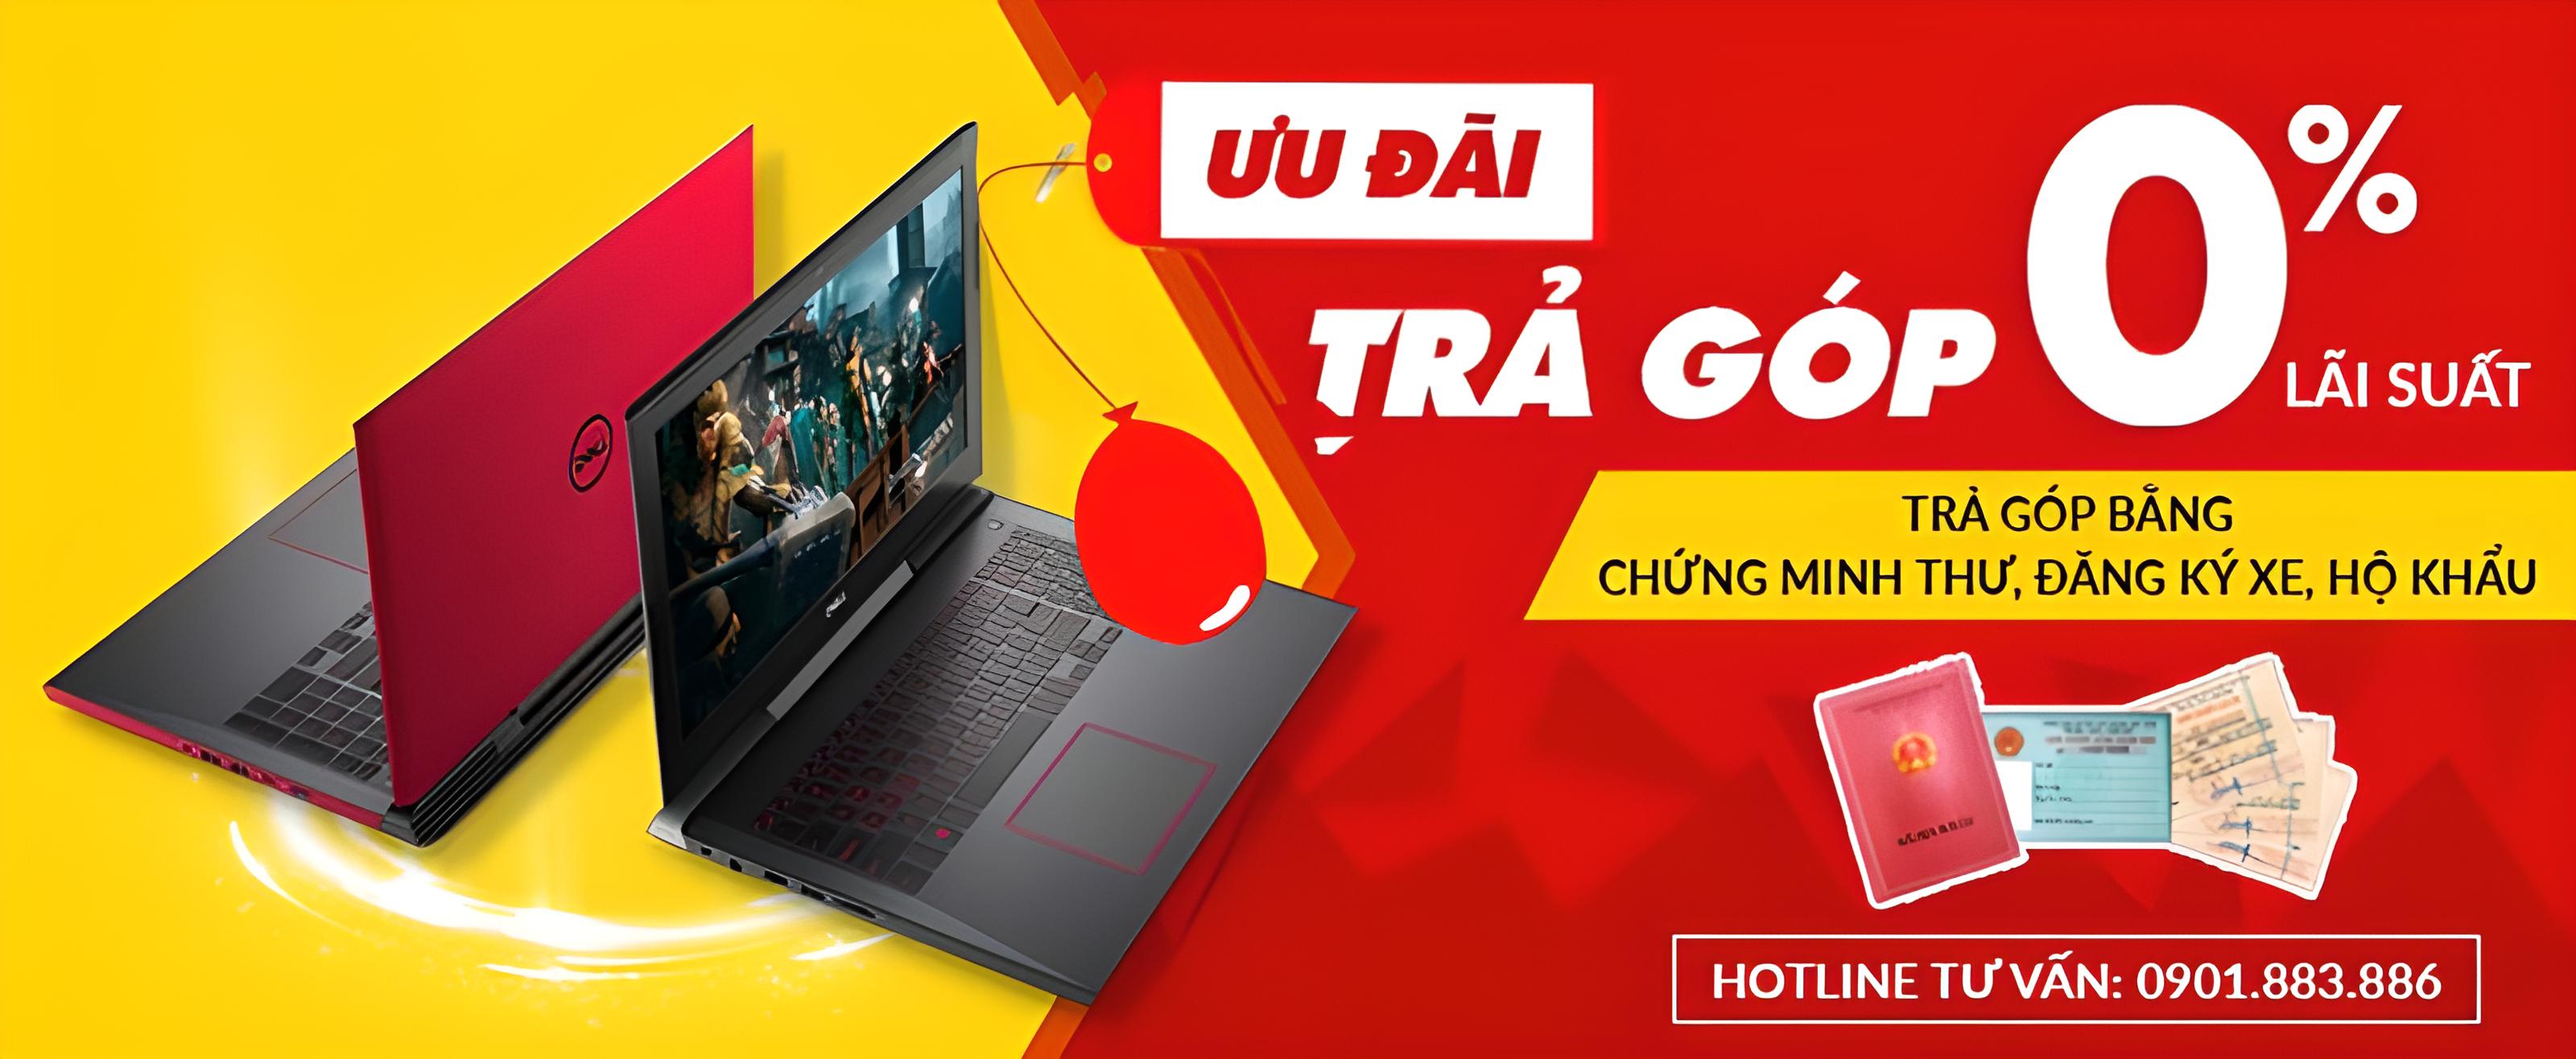 ƯU ĐÃI
TRẢ GÓP 0%
LÃI SUẤT
TRẢ GÓP BẰNG
CHỨNG MINH THƯ, ĐĂNG KÝ XE, HỘ KHẨU
HOTLINE TƯ VẤN: 0901.883.886